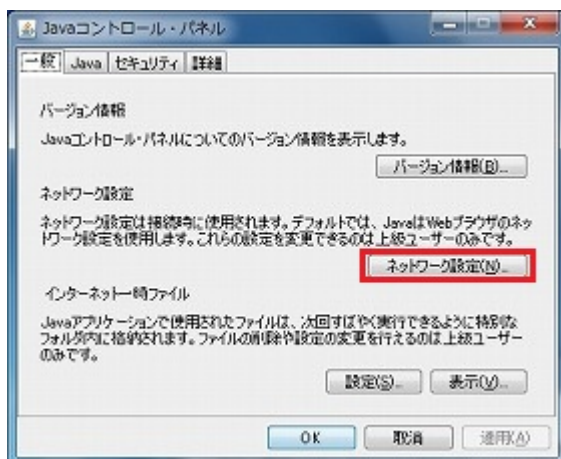 Javaコントロール・パネル
一般 Java セキュリティ 詳細
バージョン情報
Javaコントロール・パネルについてのバージョン情報を表示します。
バージョン情報(B)...
ネットワーク設定
ネットワーク設定は接続時に使用されます。デフォルトでは、JavaはWebブラウザのネッ
トワーク設定を使用します。これらの設定を変更できるのは上級ユーザーのみです。
ネットワーク設定(N)...
インターネット一時ファイル
Javaアプリケーションで使用されたファイルは、次回すばやく実行できるように特別な
フォルダ内に格納されます。ファイルの削除や設定の変更を行えるのは上級ユーザー
のみです。
設定(S)... 表示(V)...
OK 取消 適用(A)